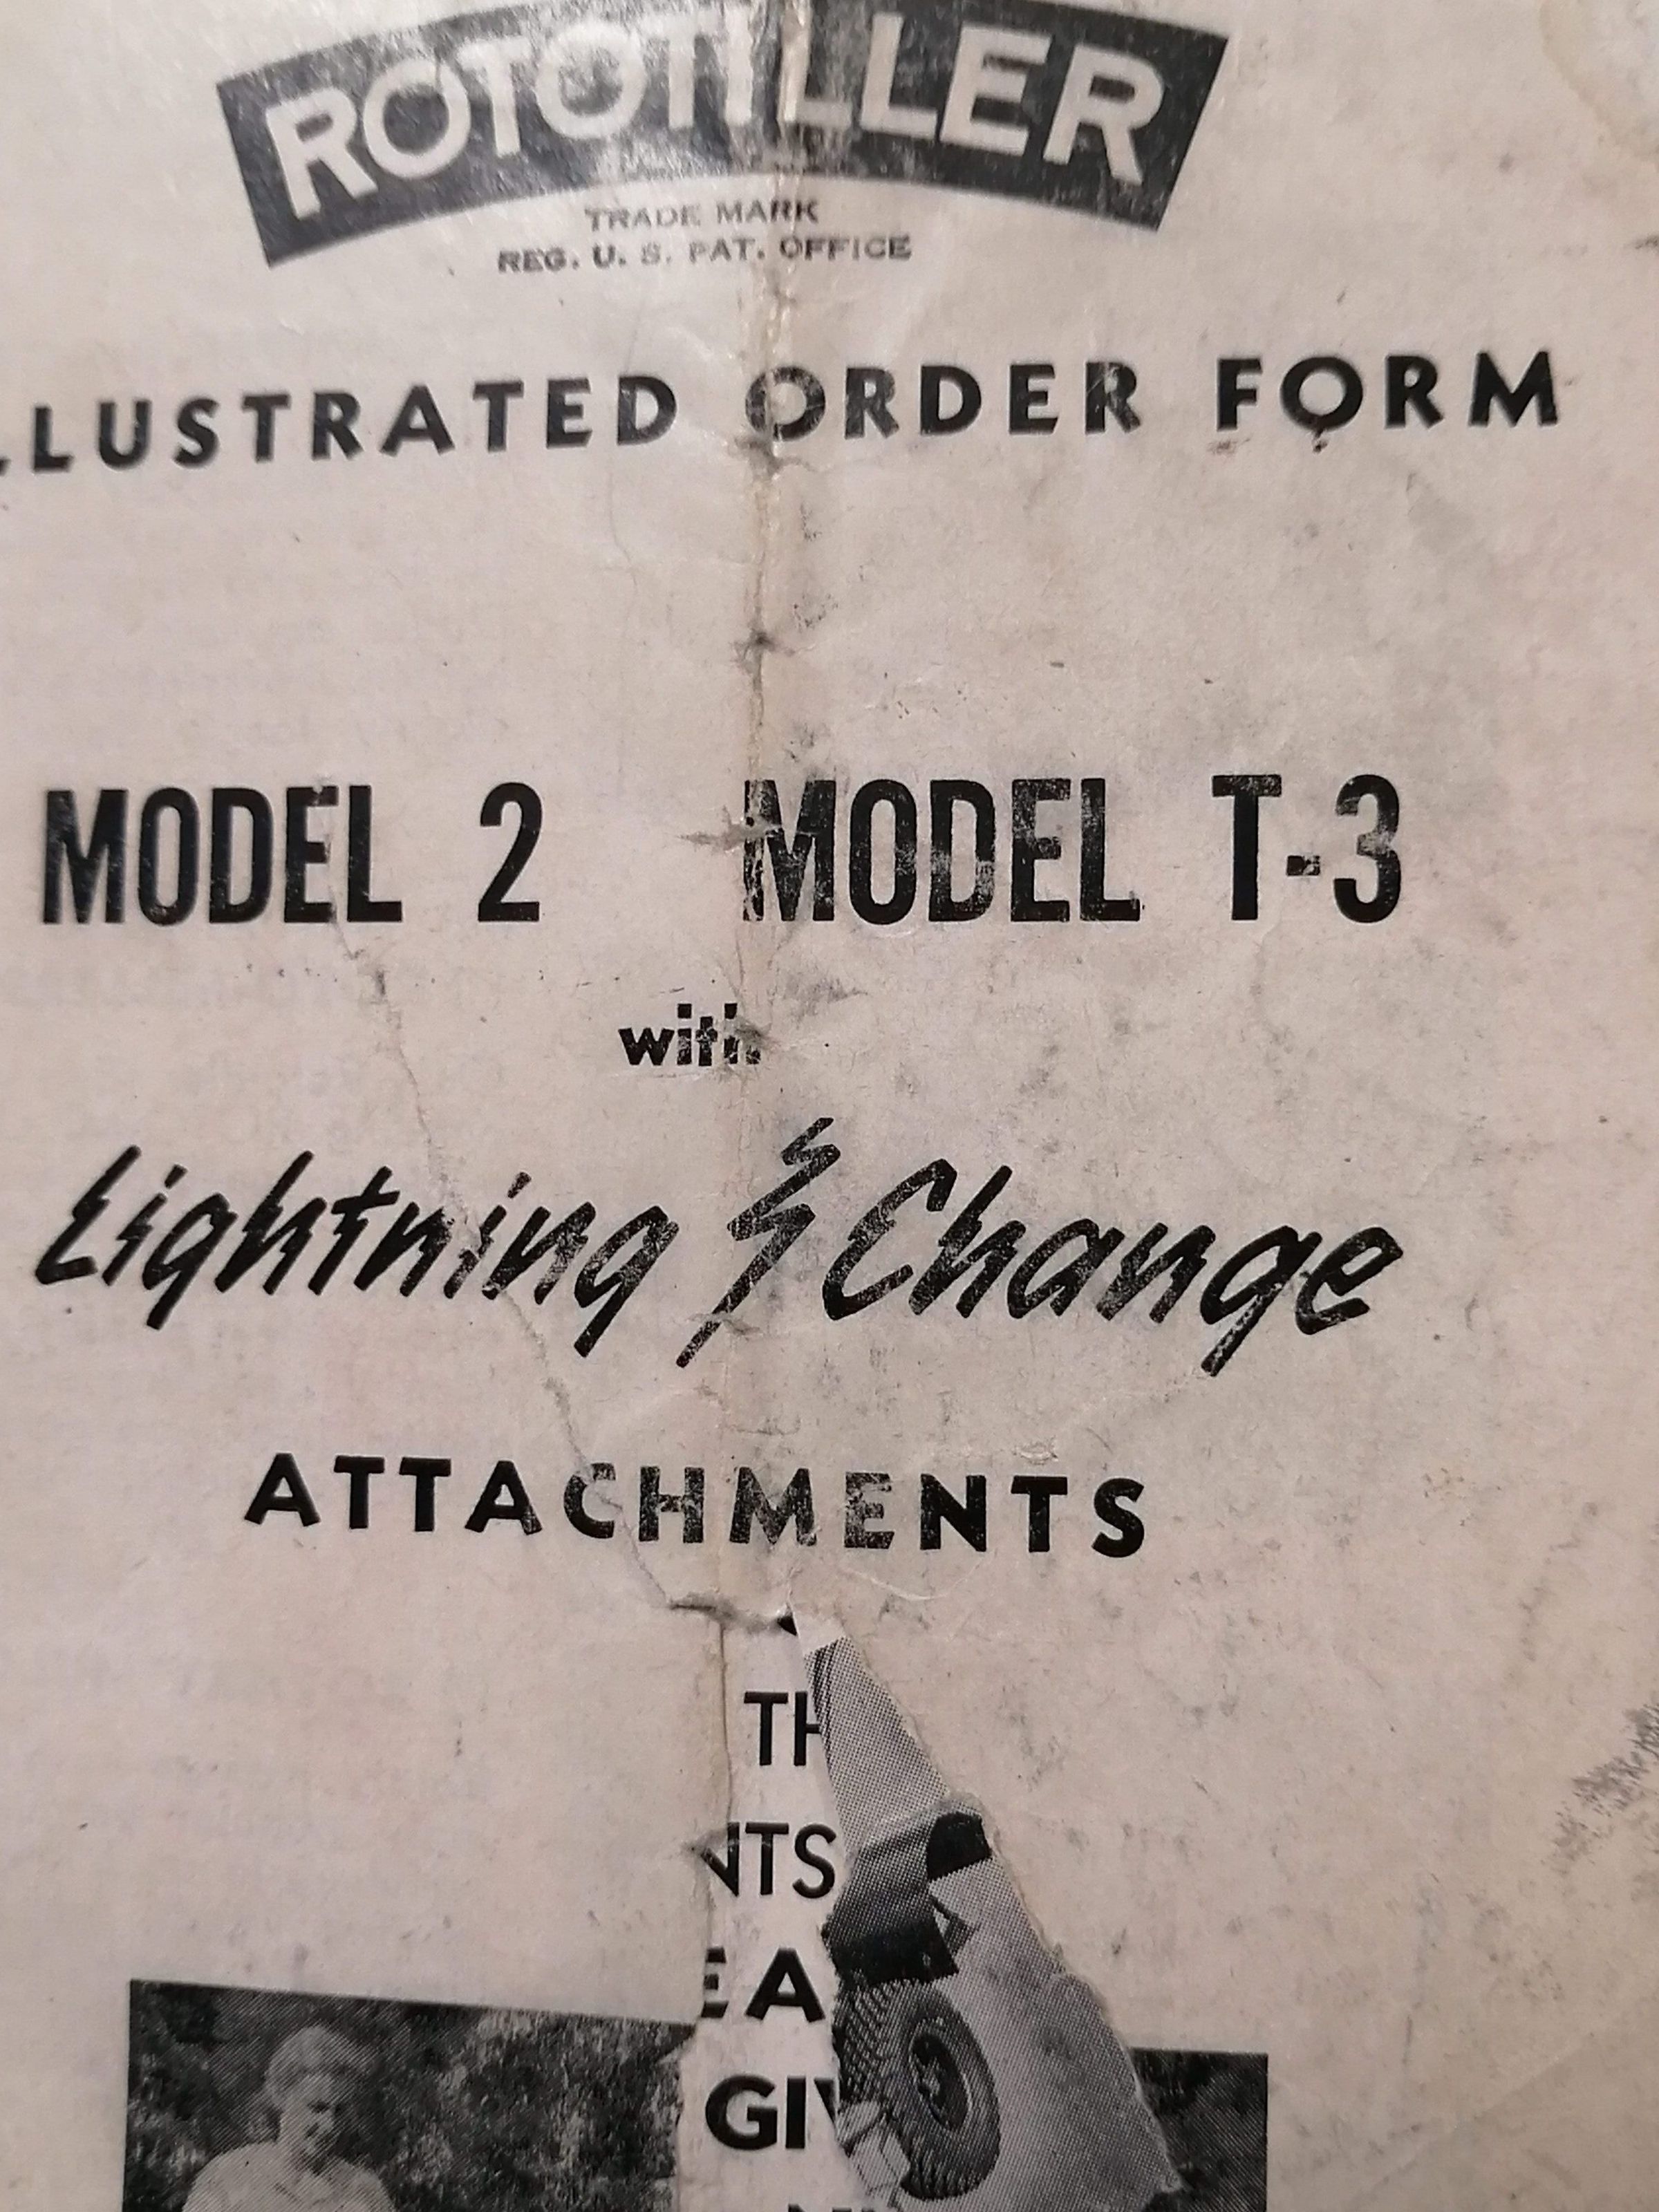 ROTOTILLER
TRADE MARK
REG. U. S. PAT. OFFICE
LLUSTRATED ORDER FORM
MODEL 2 MODEL T-3
with
Lightning Change
ATTACHMENTS
TH
NTS
EA
GIV